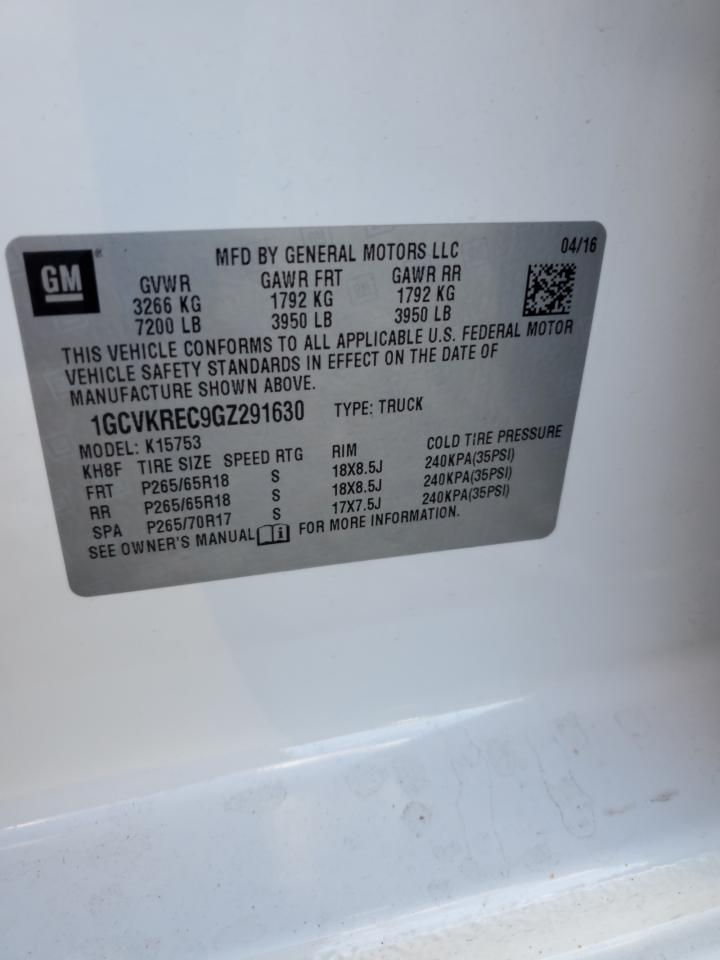 GM®
MFD BY GENERAL MOTORS LLC 04/16
GVWR GAWR FRT GAWR RR
3266 KG 1792 KG 1792 KG
7200 LB 3950 LB 3950 LB
THIS VEHICLE CONFORMS TO ALL APPLICABLE U.S. FEDERAL MOTOR
VEHICLE SAFETY STANDARDS IN EFFECT ON THE DATE OF
MANUFACTURE SHOWN ABOVE.
1GCVKREC9GZ291630 TYPE: TRUCK
MODEL: K15753
KH8F TIRE SIZE SPEED RTG RIM COLD TIRE PRESSURE
FRT P265/65R18 S 18X8.5J 240KPA(35PSI)
RR P265/65R18 S 18X8.5J 240KPA(35PSI)
SPA P265/70R17 S 17X7.5J 240KPA(35PSI)
SEE OWNER'S MANUAL i FOR MORE INFORMATION.